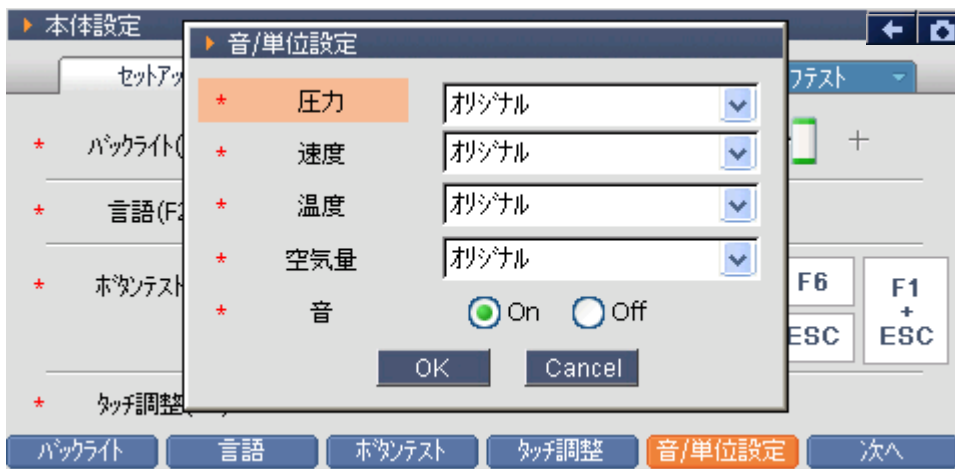 本体設定
音/単位設定
セットアッ
フテスト
* 圧力 オリジナル
* バックライト(
* 速度 オリジナル
+
* 言語(F2
* 温度 オリジナル
* ボタンテスト
* 空気量 オリジナル
F6
F1
+
ESC
ESC
* 音 On Off
OK Cancel
* タッチ調整
バックライト 言語 ボタンテスト タッチ調整 音/単位設定 次へ